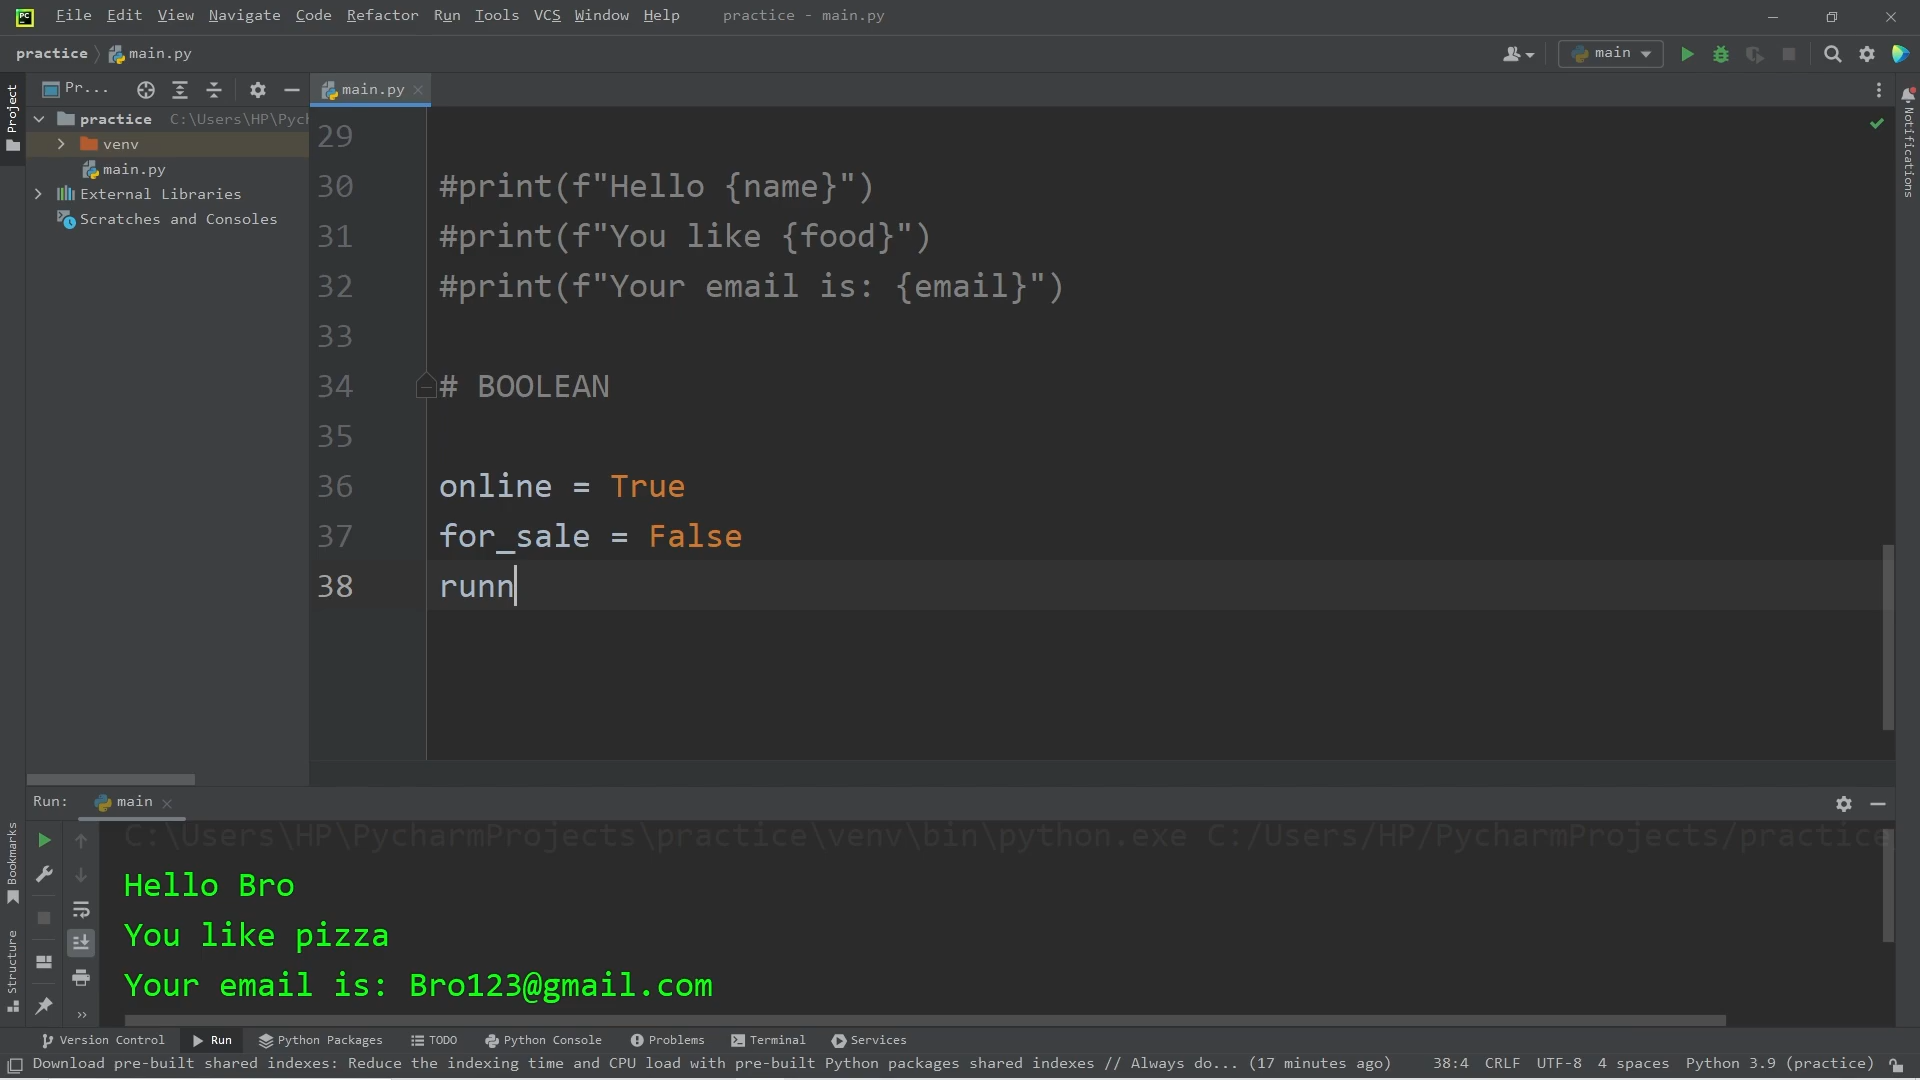 File Edit View Navigate Code Refactor Run Tools VCS Window Help practice - main.py
practice main.py main
Project
Pr... main.py
practice C:\Users\HP\Pych
venv
main.py
External Libraries
Scratches and Consoles
29
30 #print(f"Hello {name}")
31 #print(f"You like {food}")
32 #print(f"Your email is: {email}")
33
34 # BOOLEAN
35
36 online = True
37 for_sale = False
38 runn
Notifications
Run: main
C:\Users\HP\PycharmProjects\practice\venv\bin\python.exe C:/Users/HP/PycharmProjects/practice
Hello Bro
You like pizza
Your email is: Bro123@gmail.com
Bookmarks
Structure
Version Control Run Python Packages TODO Python Console Problems Terminal Services
Download pre-built shared indexes: Reduce the indexing time and CPU load with pre-built Python packages shared indexes // Always do... (17 minutes ago) 38:4 CRLF UTF-8 4 spaces Python 3.9 (practice)